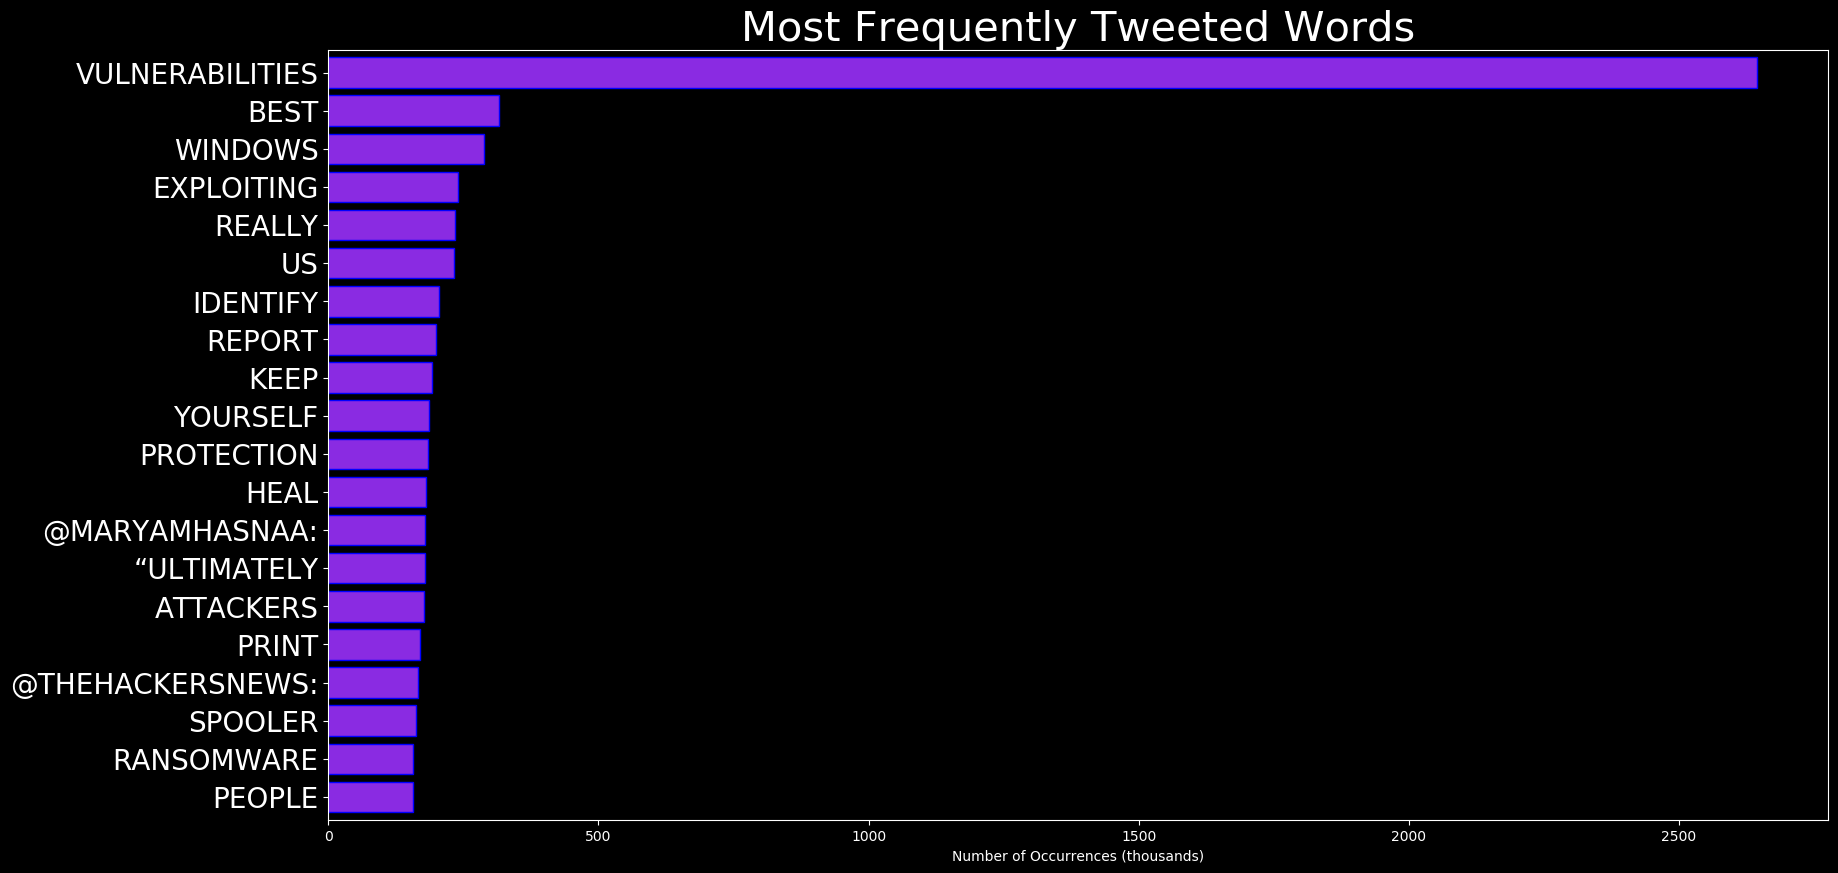 Most Frequently Tweeted Words
VULNERABILITIES
BEST
WINDOWS
EXPLOITING
REALLY
US
IDENTIFY
REPORT
KEEP
YOURSELF
PROTECTION
HEAL
@MARYAMHASNAA:
“ULTIMATELY
ATTACKERS
PRINT
@THEHACKERSNEWS:
SPOOLER
RANSOMWARE
PEOPLE
0 500 1000 1500 2000 2500
Number of Occurrences (thousands)